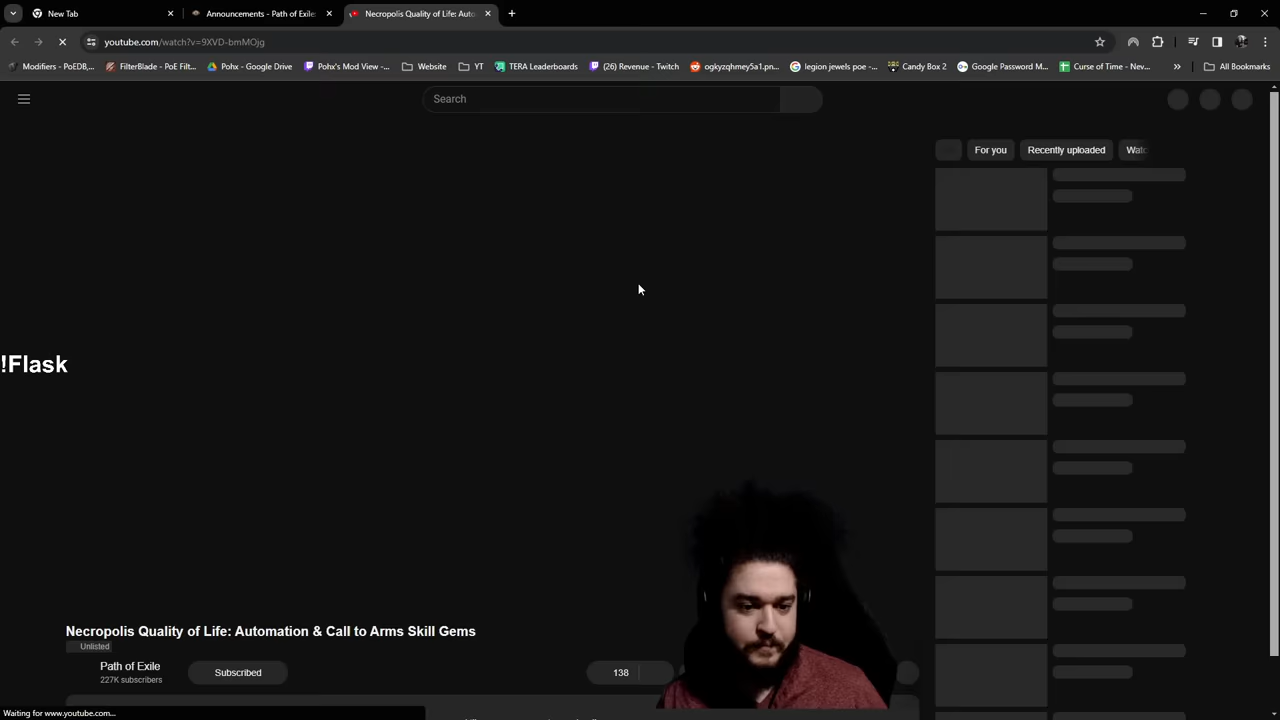 New Tab
Announcements - Path of Exile
Necropolis Quality of Life: Auto
youtube.com/watch?v=9XVD-bmMOjg
Modifiers - PoEDB,...
FilterBlade - PoE Filt...
Pohx - Google Drive
Pohx's Mod View -...
Website
YT
TERA Leaderboards
(26) Revenue - Twitch
ogkyzqhmey5a1.pn...
legion jewels poe -...
Candy Box 2
Google Password M...
Curse of Time - Nev...
All Bookmarks
Search
For you
Recently uploaded
Watc
!Flask
Necropolis Quality of Life: Automation & Call to Arms Skill Gems
Unlisted
Path of Exile
227K subscribers
Subscribed
138
Waiting for www.youtube.com...